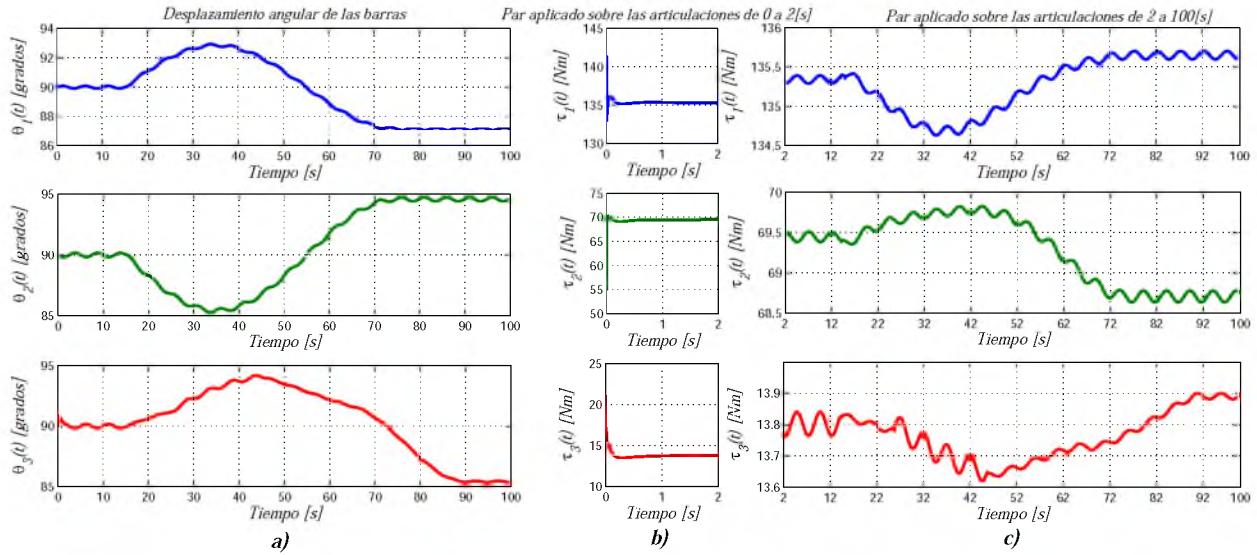 Desplazamiento angular de las barras
Par aplicado sobre las articulaciones de 0 a 2[s]
Par aplicado sobre las articulaciones de 2 a 100[s]
θ1(t) [grados]
94
92
90
88
86
0 10 20 30 40 50 60 70 80 90 100
Tiempo [s]
τ1(t) [Nm]
145
140
135
130
0 2
Tiempo [s]
τ1(t) [Nm]
136
135.5
135
134.5
2 12 22 32 42 52 62 72 82 92 100
Tiempo [s]
θ2(t) [grados]
95
90
85
0 10 20 30 40 50 60 70 80 90 100
Tiempo [s]
τ2(t) [Nm]
75
70
65
60
55
50
0 2
Tiempo [s]
τ2(t) [Nm]
70
69.5
69
68.5
2 12 22 32 42 52 62 72 82 92 100
Tiempo [s]
θ3(t) [grados]
95
90
85
0 10 20 30 40 50 60 70 80 90 100
Tiempo [s]
τ3(t) [Nm]
25
20
15
10
0 2
Tiempo [s]
τ3(t) [Nm]
13.9
13.8
13.7
13.6
2 12 22 32 42 52 62 72 82 92 100
Tiempo [s]
a)
b)
c)